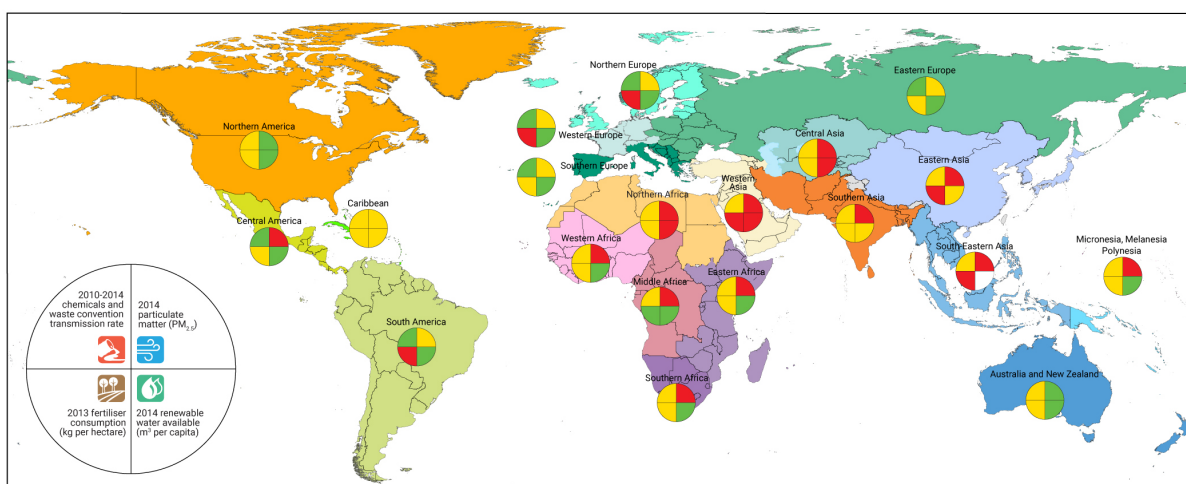 Northern Europe
Eastern Europe
Northern America
Western Europe
Central Asia
Eastern Asia
Southern Europe
Western
Asia
Northern Africa
Southern Asia
Caribbean
Central America
Western Africa
South-Eastern Asia
Micronesia, Melanesia
Polynesia
Middle Africa
Eastern Africa
2010-2014
chemicals and
waste convention
transmission rate
2014
particulate
matter (PM2.5)
South America
Southern Africa
Australia and New Zealand
2013 fertiliser
consumption
(kg per hectare)
2014 renewable
water available
(m³ per capita)